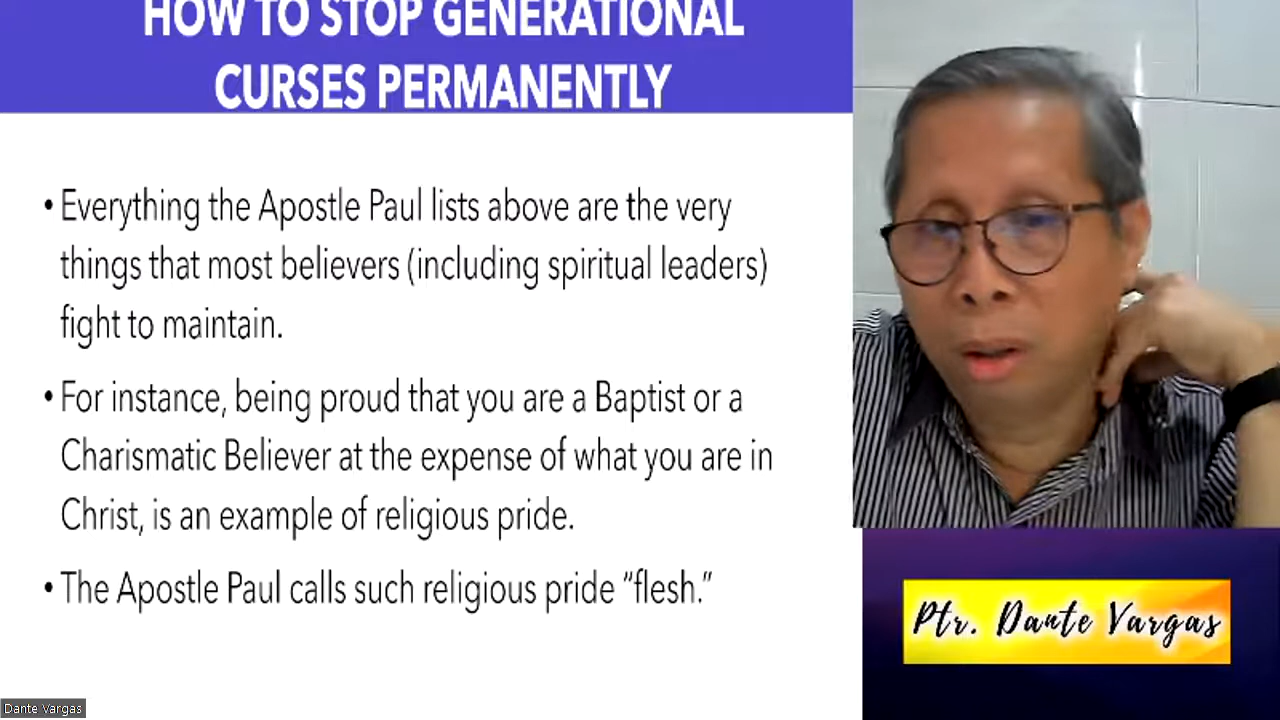 HOW TO STOP GENERATIONAL
CURSES PERMANENTLY
• Everything the Apostle Paul lists above are the very
things that most believers (including spiritual leaders)
fight to maintain.
• For instance, being proud that you are a Baptist or a
Charismatic Believer at the expense of what you are in
Christ, is an example of religious pride.
• The Apostle Paul calls such religious pride “flesh.”
Ptr. Dante Vargas
Dante Vargas